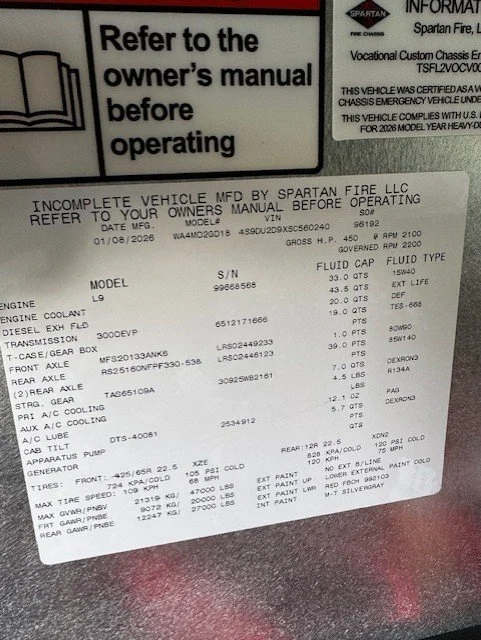 Refer to the
owner's manual
before
operating
SPARTAN
FIRE CHASSIS
INFORMAT
Spartan Fire, L
Vocational Custom Chassis E
TSFL2VOCV00
THIS VEHICLE WAS CERTIFIED AS A V
CHASSIS EMERGENCY VEHICLE UNDE
THIS VEHICLE COMPLIES WITH U.S.
FOR 2026 MODEL YEAR HEAVY-D
INCOMPLETE VEHICLE MFD BY SPARTAN FIRE LLC
REFER TO YOUR OWNERS MANUAL BEFORE OPERATING
DATE MFG. MODEL# VIN SO#
01/08/2026 WA4M02GD18 4S9DU2D9XSC560240 96192
GROSS H.P. 450 @ RPM 2100
GOVERNED RPM 2200
MODEL S/N FLUID CAP FLUID TYPE
ENGINE L9 99668568 33.0 QTS 15W40
ENGINE COOLANT 43.5 QTS EXT LIFE
DIESEL EXH FLD 20.0 QTS DEF
TRANSMISSION 3000EVP 6512171666 19.0 QTS TES-668
T-CASE/GEAR BOX PTS
FRONT AXLE MFS20133ANK6 LRS02449233 1.0 PTS 80W90
REAR AXLE RS25160NFPF330-538 LRS02446123 39.0 PTS 85W140
(2)REAR AXLE PTS
STRG. GEAR TAS65109A 30925WB2161 7.0 QTS DEXRON3
PRI A/C COOLING 4.5 LBS R134A
AUX A/C COOLING LBS
A/C LUBE 12.1 OZ PAG
CAB TILT DTS-40081 2534912 5.7 QTS DEXRON3
APPARATUS PUMP PTS
GENERATOR QTS
TIRES: FRONT: 425/65R 22.5 XZE REAR:12R 22.5 XDN2
724 KPA/COLD 105 PSI COLD 828 KPA/COLD 120 PSI COLD
MAX TIRE SPEED: 109 KPH 68 MPH 120 KPH 75 MPH
MAX GVWR/PNBV 21319 KG/ 47000 LBS EXT PAINT NO EXT B/LINE
FRT GAWR/PNBE 9072 KG/ 20000 LBS EXT PAINT UP LOWER EXTERNAL PAINT COLO
REAR GAWR/PNBE 12247 KG/ 27000 LBS EXT PAINT LWR RED FBCH 992103
INT PAINT M-T SILVERGRAY